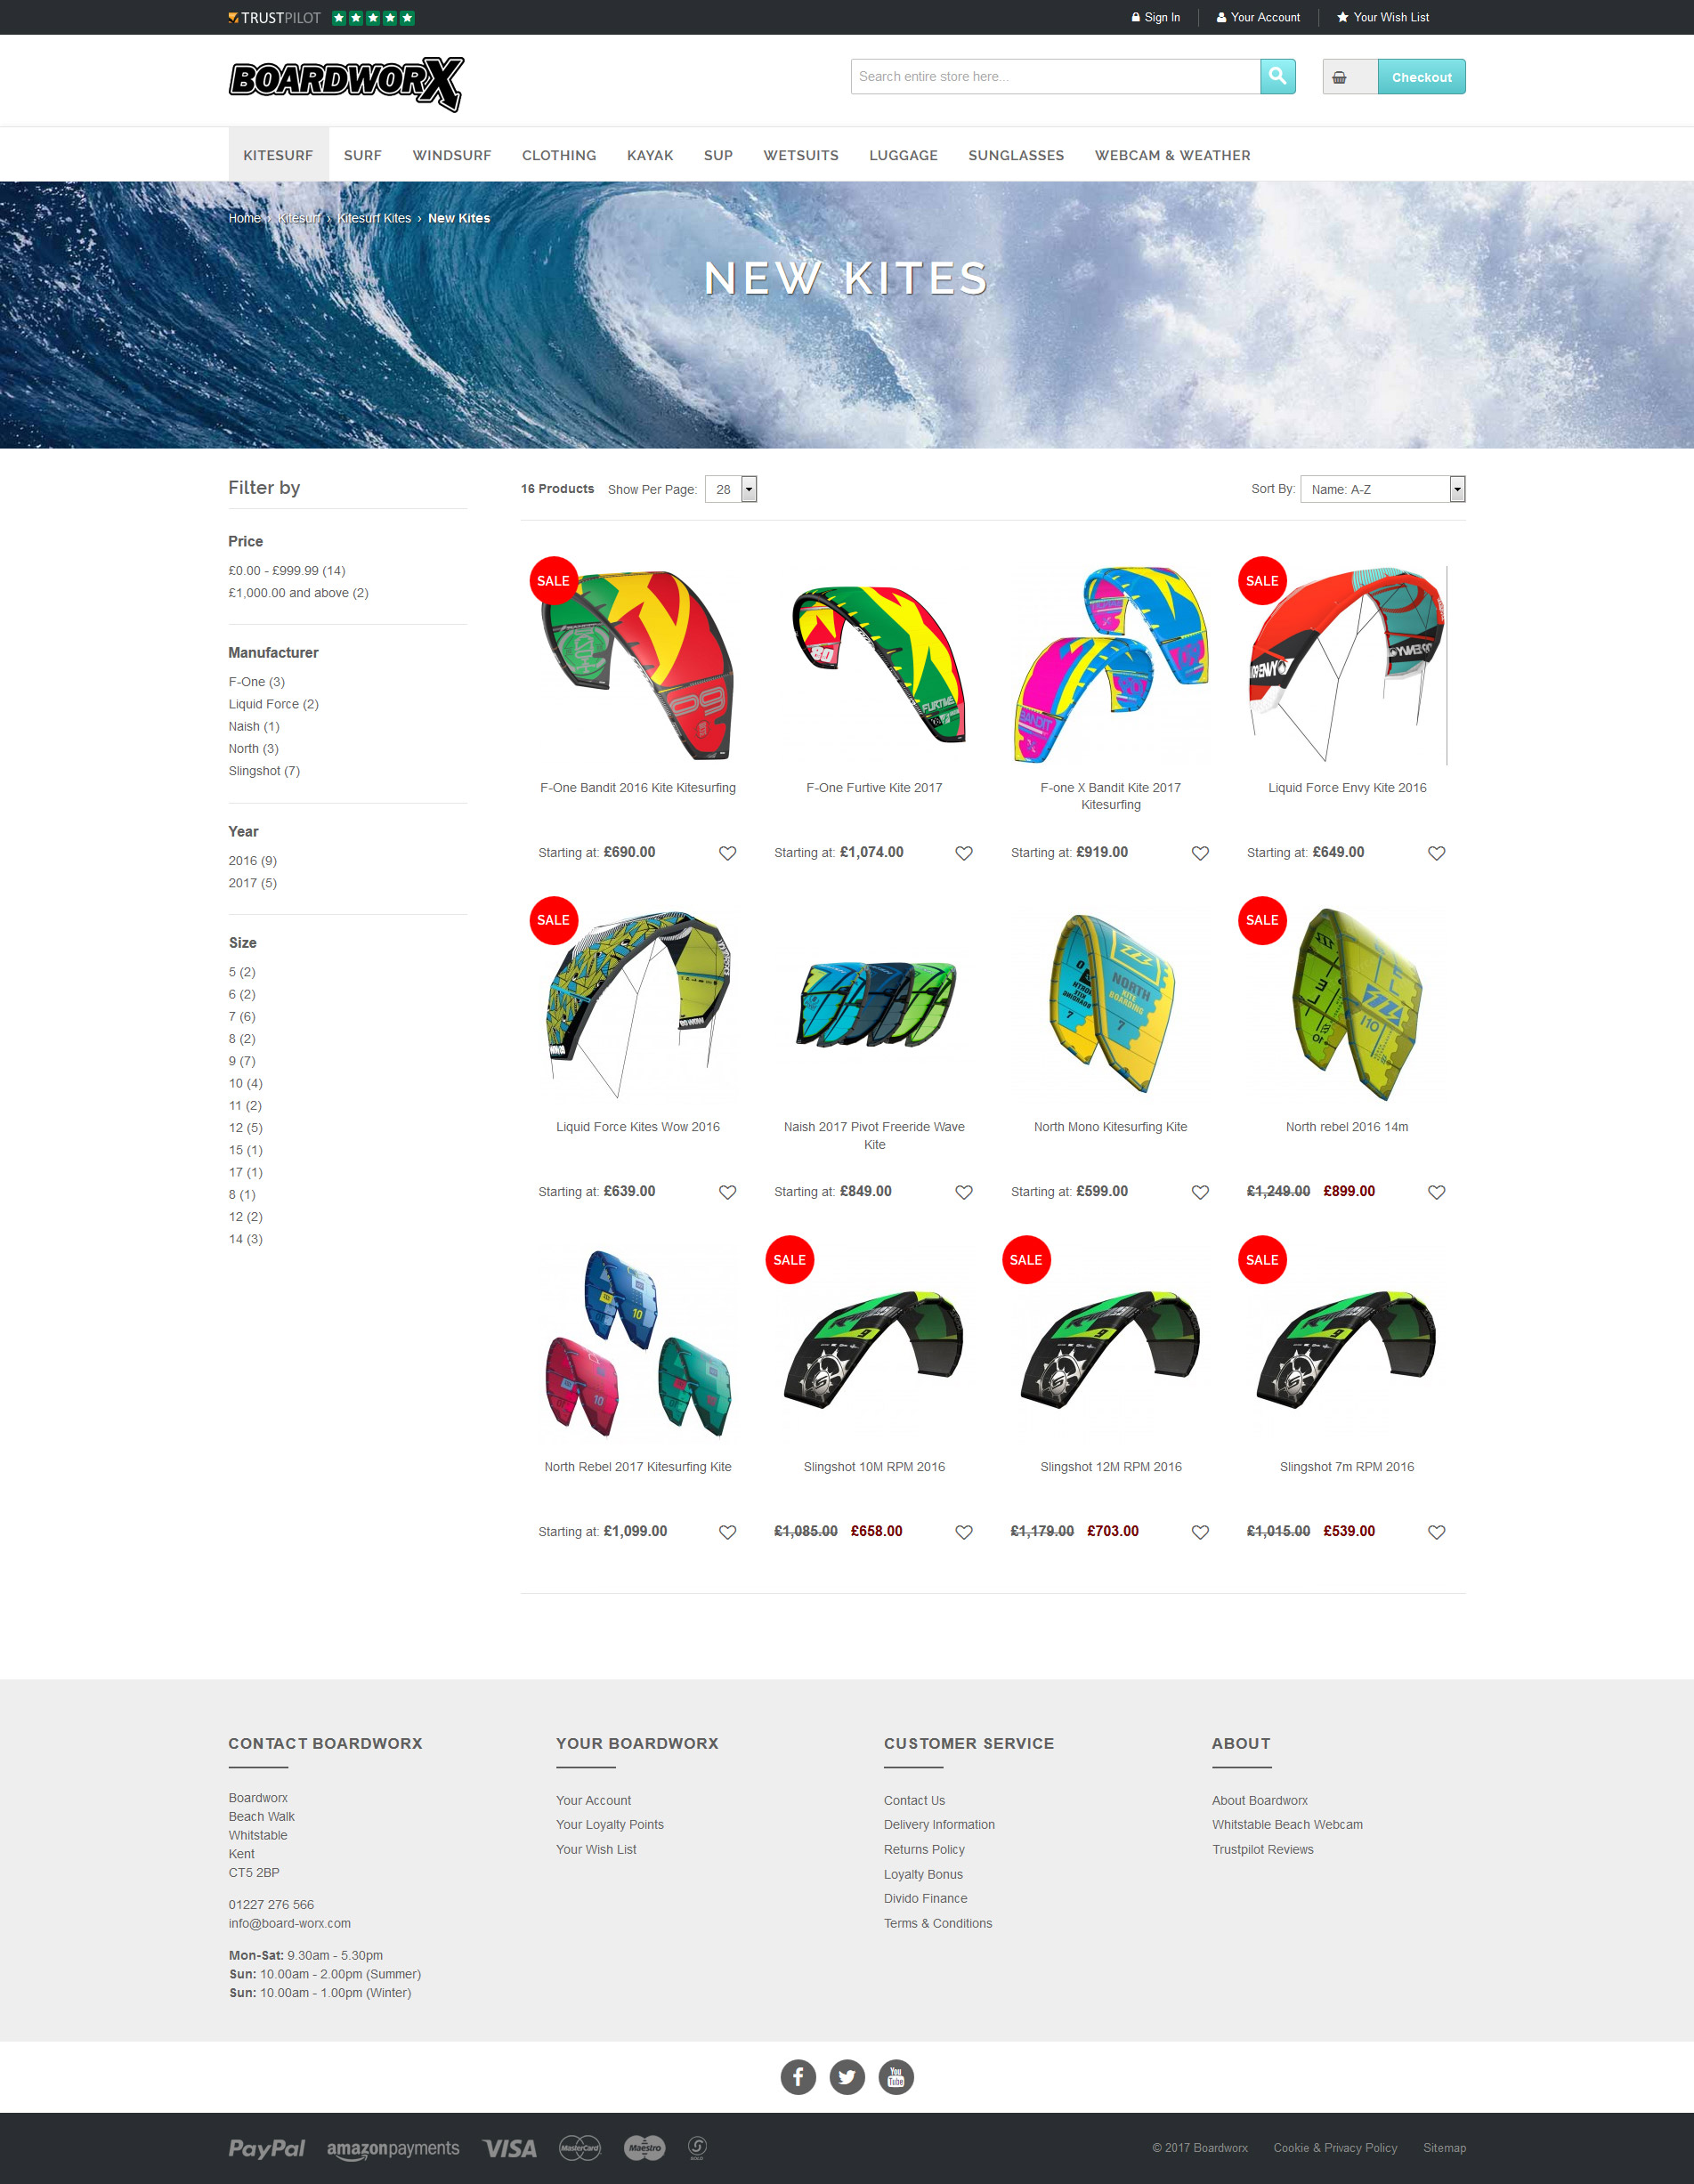 TRUSTPILOT
Sign In
Your Account
Your Wish List
BOARDWORX
Search entire store here...
Checkout
KITESURF
SURF
WINDSURF
CLOTHING
KAYAK
SUP
WETSUITS
LUGGAGE
SUNGLASSES
WEBCAM & WEATHER
Home › Kitesurf › Kitesurf Kites › New Kites
NEW KITES
Filter by
Price
£0.00 - £999.99 (14)
£1,000.00 and above (2)
Manufacturer
F-One (3)
Liquid Force (2)
Naish (1)
North (3)
Slingshot (7)
Year
2016 (9)
2017 (5)
Size
5 (2)
6 (2)
7 (6)
8 (2)
9 (7)
10 (4)
11 (2)
12 (5)
15 (1)
17 (1)
8 (1)
12 (2)
14 (3)
16 Products Show Per Page: 28
Sort By: Name: A-Z
SALE
F-One Bandit 2016 Kite Kitesurfing
Starting at: £690.00
F-One Furtive Kite 2017
Starting at: £1,074.00
F-one X Bandit Kite 2017
Kitesurfing
Starting at: £919.00
SALE
Liquid Force Envy Kite 2016
Starting at: £649.00
SALE
Liquid Force Kites Wow 2016
Starting at: £639.00
Naish 2017 Pivot Freeride Wave
Kite
Starting at: £849.00
NORTH
KITE
BOARDING
7
7
North Mono Kitesurfing Kite
Starting at: £599.00
SALE
North rebel 2016 14m
£1,249.00 £899.00
North Rebel 2017 Kitesurfing Kite
Starting at: £1,099.00
SALE
Slingshot 10M RPM 2016
£1,085.00 £658.00
SALE
Slingshot 12M RPM 2016
£1,179.00 £703.00
SALE
Slingshot 7m RPM 2016
£1,015.00 £539.00
CONTACT BOARDWORX
Boardworx
Beach Walk
Whitstable
Kent
CT5 2BP
01227 276 566
info@board-worx.com
Mon-Sat: 9.30am - 5.30pm
Sun: 10.00am - 2.00pm (Summer)
Sun: 10.00am - 1.00pm (Winter)
YOUR BOARDWORX
Your Account
Your Loyalty Points
Your Wish List
CUSTOMER SERVICE
Contact Us
Delivery Information
Returns Policy
Loyalty Bonus
Divido Finance
Terms & Conditions
ABOUT
About Boardworx
Whitstable Beach Webcam
Trustpilot Reviews
You
Tube
PayPal
amazonpayments
VISA
MasterCard
Maestro
SOLO
© 2017 Boardworx
Cookie & Privacy Policy
Sitemap